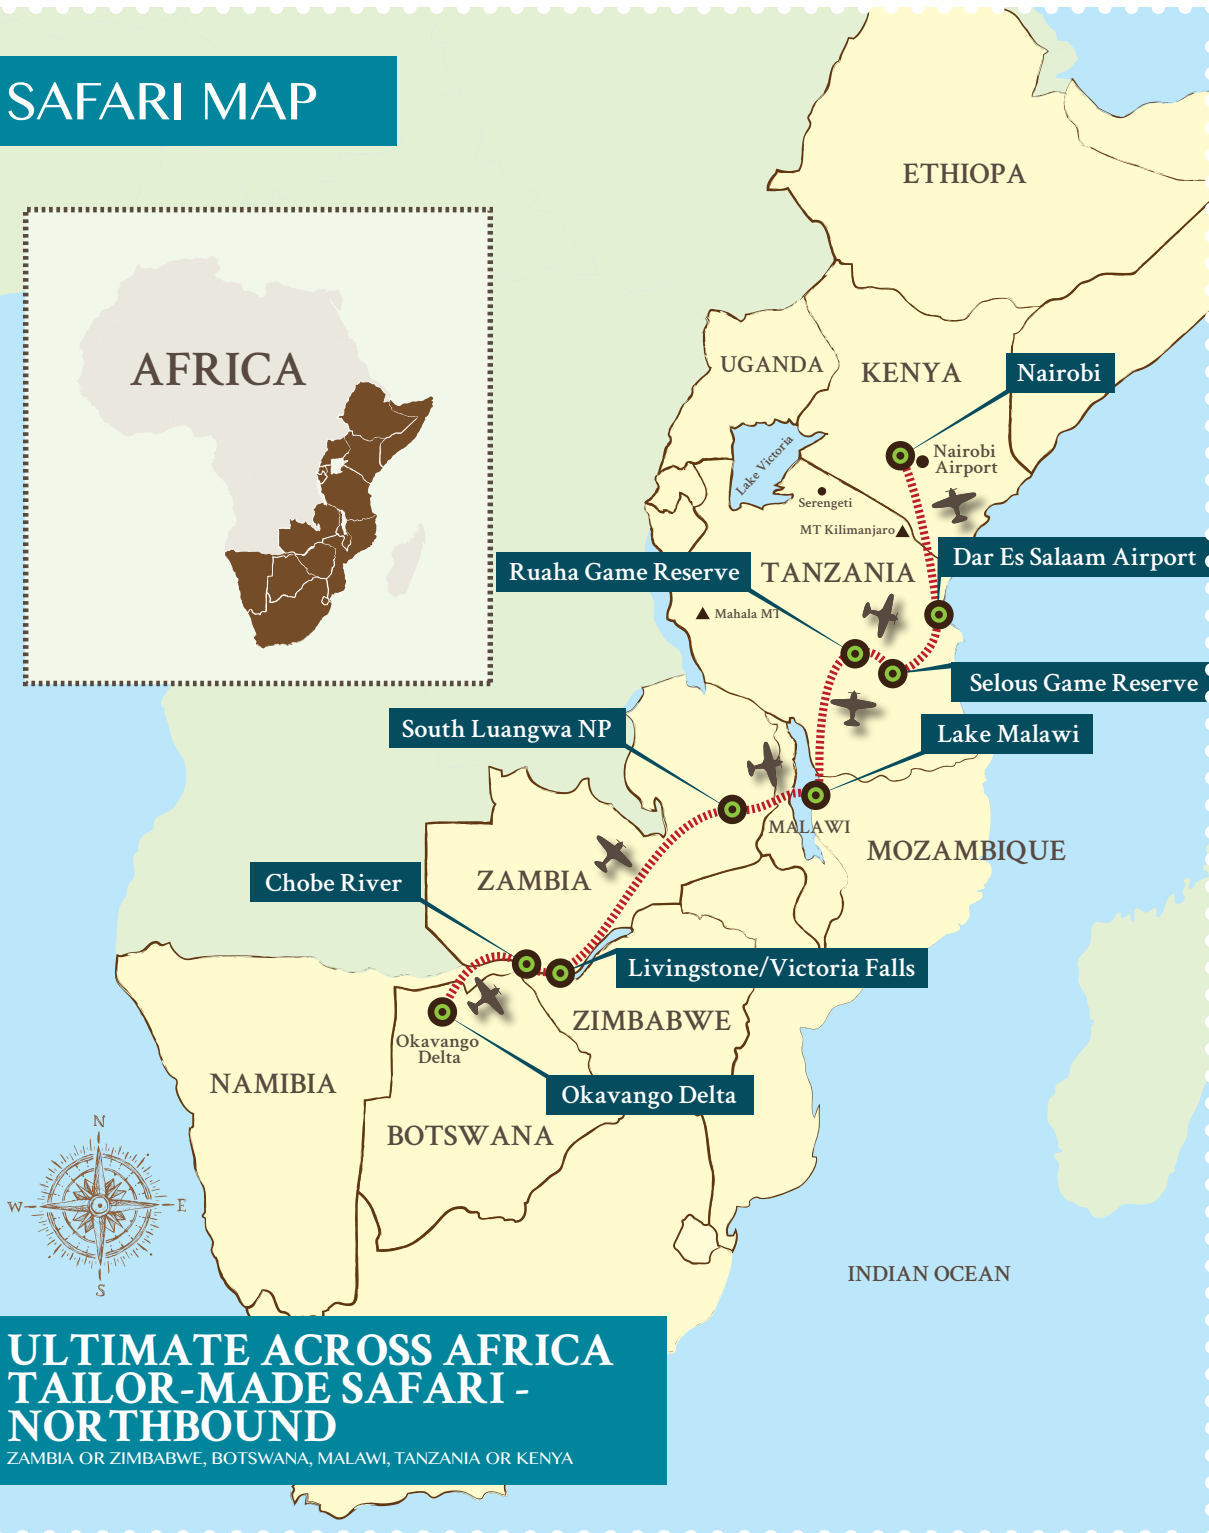 SAFARI MAP
AFRICA
ETHIOPA
UGANDA
KENYA
Nairobi
Nairobi
Airport
Lake Victoria
Serengeti
MT Kilimanjaro
Dar Es Salaam Airport
Ruaha Game Reserve
TANZANIA
Mahala MT
Selous Game Reserve
South Luangwa NP
Lake Malawi
MALAWI
MOZAMBIQUE
Chobe River
ZAMBIA
Livingstone/Victoria Falls
ZIMBABWE
Okavango
Delta
NAMIBIA
Okavango Delta
BOTSWANA
N
W
E
S
INDIAN OCEAN
ULTIMATE ACROSS AFRICA
TAILOR-MADE SAFARI -
NORTHBOUND
ZAMBIA OR ZIMBABWE, BOTSWANA, MALAWI, TANZANIA OR KENYA